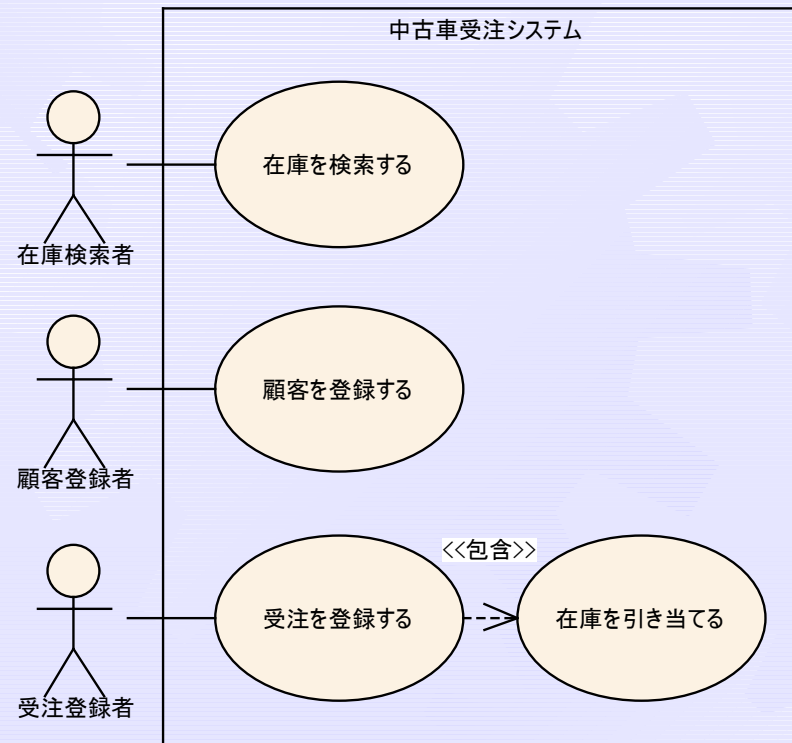 中古車受注システム
在庫を検索する
在庫検索者
顧客を登録する
顧客登録者
<<包含>>
受注を登録する
在庫を引き当てる
受注登録者